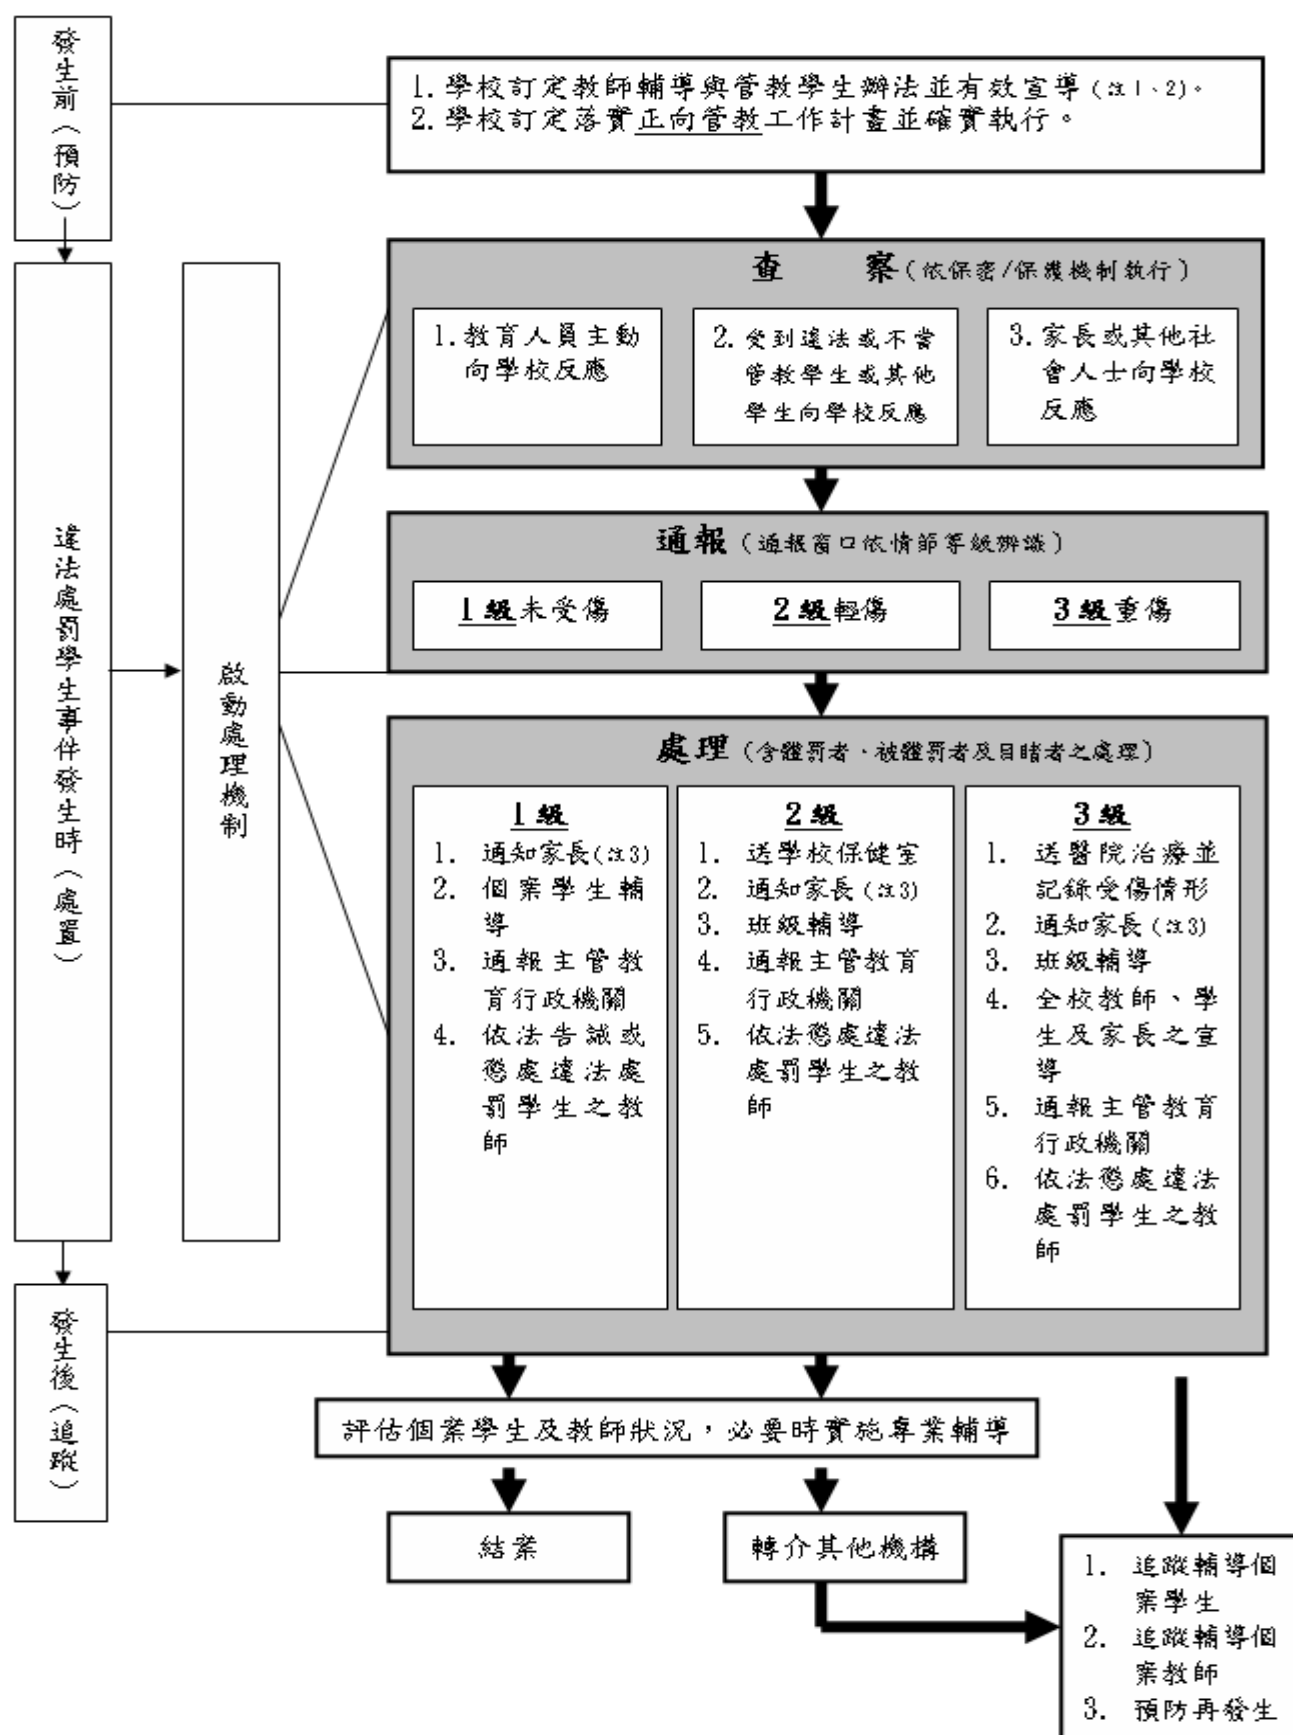 發生前（預防）
1.學校訂定教師輔導與管教學生辦法並有效宣導(注1、2)。
2.學校訂定落實正向管教工作計畫並確實執行。
違法處罰學生事件發生時（處置）
啟動處理機制
查 察(依保密/保護機制執行)
1.教育人員主動
向學校反應
2.受到違法或不當
管教學生或其他
學生向學校反應
3.家長或其他社
會人士向學校
反應
通報(通報窗口依情節等級辨識)
1級未受傷
2級輕傷
3級重傷
處理(含體罰者、被體罰者及目睹者之處理)
1級
1. 通知家長(注3)
2. 個案學生輔
導
3. 通報主管教
育行政機關
4. 依法告誡或
懲處違法處
罰學生之教
師
2級
1. 送學校保健室
2. 通知家長(注3)
3. 班級輔導
4. 通報主管教育
行政機關
5. 依法懲處違法
處罰學生之教
師
3級
1. 送醫院治療並
記錄受傷情形
2. 通知家長(注3)
3. 班級輔導
4. 全校教師、學
生及家長之宣
導
5. 通報主管教育
行政機關
6. 依法懲處違法
處罰學生之教
師
發生後（追蹤）
評估個案學生及教師狀況，必要時實施專業輔導
結案
轉介其他機構
1. 追蹤輔導個
案學生
2. 追蹤輔導個
案教師
3. 預防再發生